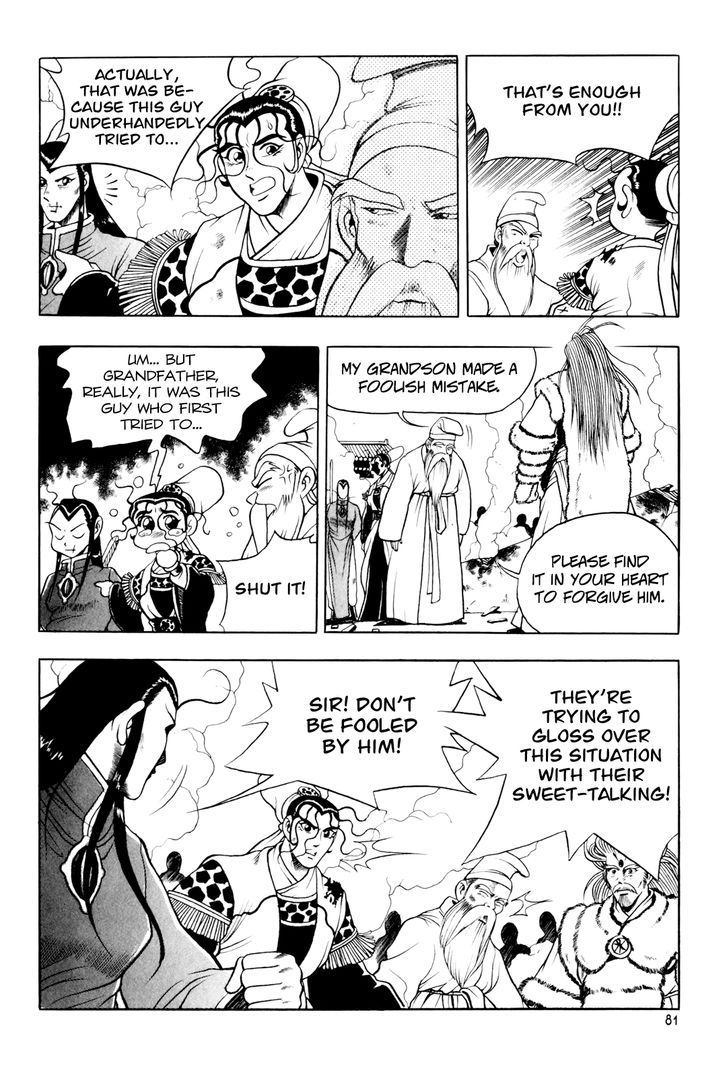 ACTUALLY,
THAT WAS BE-
CAUSE THIS GUY
UNDERHANDEDLY
TRIED TO...
THAT'S ENOUGH
FROM YOU!!
UM... BUT
GRANDFATHER,
REALLY, IT WAS THIS
GUY WHO FIRST
TRIED TO...
SHUT IT!
MY GRANDSON MADE A
FOOLISH MISTAKE.
PLEASE FIND
IT IN YOUR HEART
TO FORGIVE HIM.
SIR! DON'T
BE FOOLED
BY HIM!
THEY'RE
TRYING TO
GLOSS OVER
THIS SITUATION
WITH THEIR
SWEET-TALKING!
81